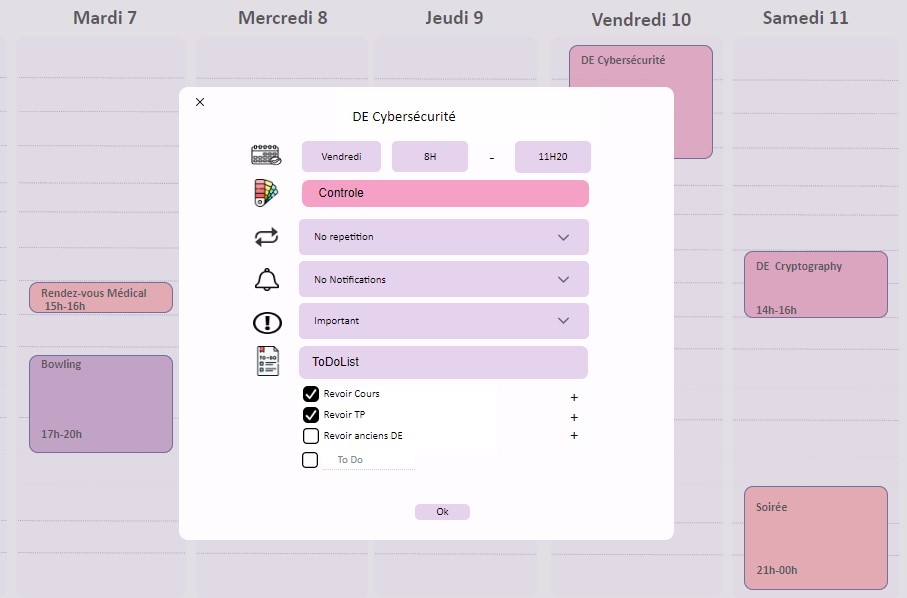 Mardi 7
Mercredi 8
Jeudi 9
Vendredi 10
Samedi 11
DE Cybersécurité
DE Cybersécurité
Vendredi
8H
-
11H20
Controle
No repetition
No Notifications
Important
TO-DO
ToDoList
Revoir Cours
+
Revoir TP
+
Revoir anciens DE
+
To Do
Ok
Rendez-vous Médical
15h-16h
Bowling
17h-20h
DE Cryptography
14h-16h
Soirée
21h-00h